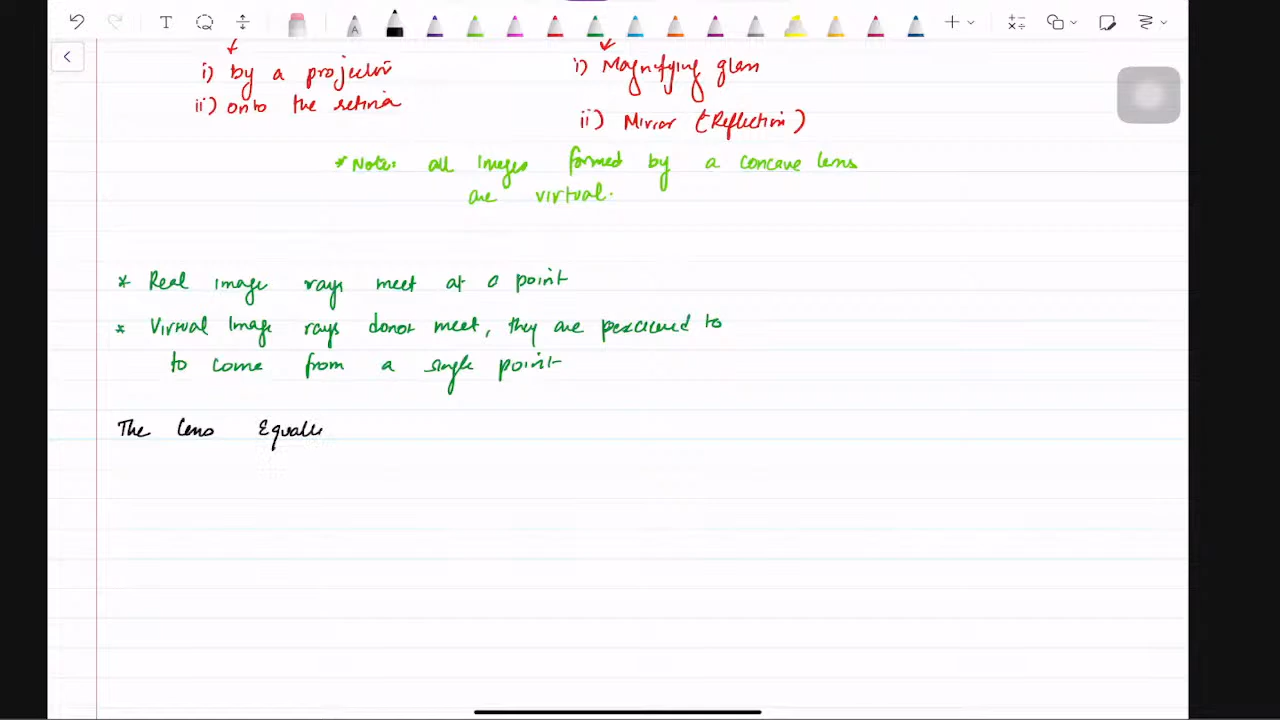 i) by a projector
ii) onto the retina
i) Magnifying glass
ii) Mirror (Reflection)
* Note: all images formed by a concave lens
are virtual.
* Real image rays meet at a point
* Virtual Image rays donot meet, they are perceived to
to come from a single point
The Lens Equati